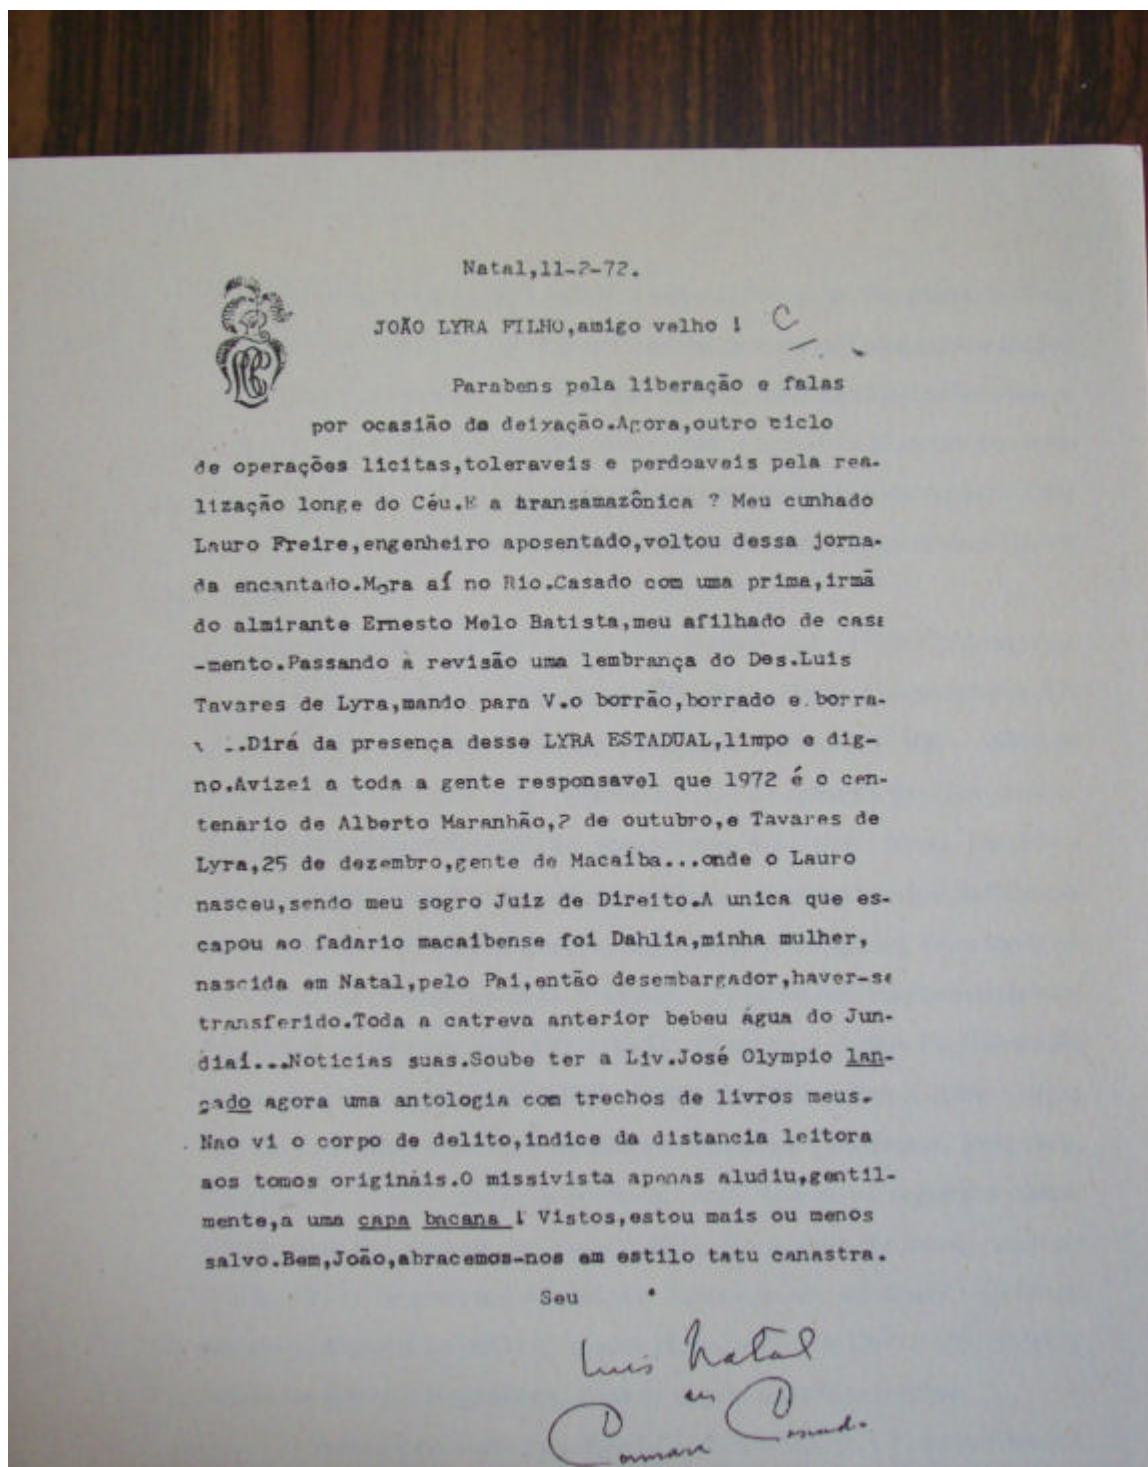 Natal,11-2-72.
JOÃO LYRA FILHO,amigo velho !
Parabens pela liberação e falas
por ocasião da deixação.Agora,outro ciclo
de operações licitas,toleraveis e perdoaveis pela rea-
lização longe do Céu.E a transamazônica ? Meu cunhado
Lauro Freire,engenheiro aposentado,voltou dessa jorna-
da encantado.Mora aí no Rio.Casado com uma prima,irmã
do almirante Ernesto Melo Batista,meu afilhado de casa
-mento.Passando à revisão uma lembrança do Des.Luis
Tavares de Lyra,mando para V.o borrão,borrado e borra-
..Dirá da presença desse LYRA ESTADUAL,limpo e dig-
no.Avizei a toda a gente responsavel que 1972 é o cen-
tenário de Alberto Maranhão,2 de outubro,e Tavares de
Lyra,25 de dezembro,gente de Macaíba...onde o Lauro
nasceu,sendo meu sogro Juiz de Direito.A unica que es-
capou ao fadario macaibense foi Dahlia,minha mulher,
nascida em Natal,pelo Pai,então desembargador,haver-se
transferido.Toda a catreva anterior bebeu água do Jun-
diaí...Noticias suas.Soube ter a Liv.José Olympio lan-
çado agora uma antologia com trechos de livros meus.
Nao vi o corpo de delito,indice da distancia leitora
aos tomos originais.O missivista apenas aludiu,gentil-
mente,a uma capa bacana ! Vistos,estou mais ou menos
salvo.Bem,João,abracemos-nos em estilo tatu canastra.
Seu
Luis Natal
Camara Cascudo